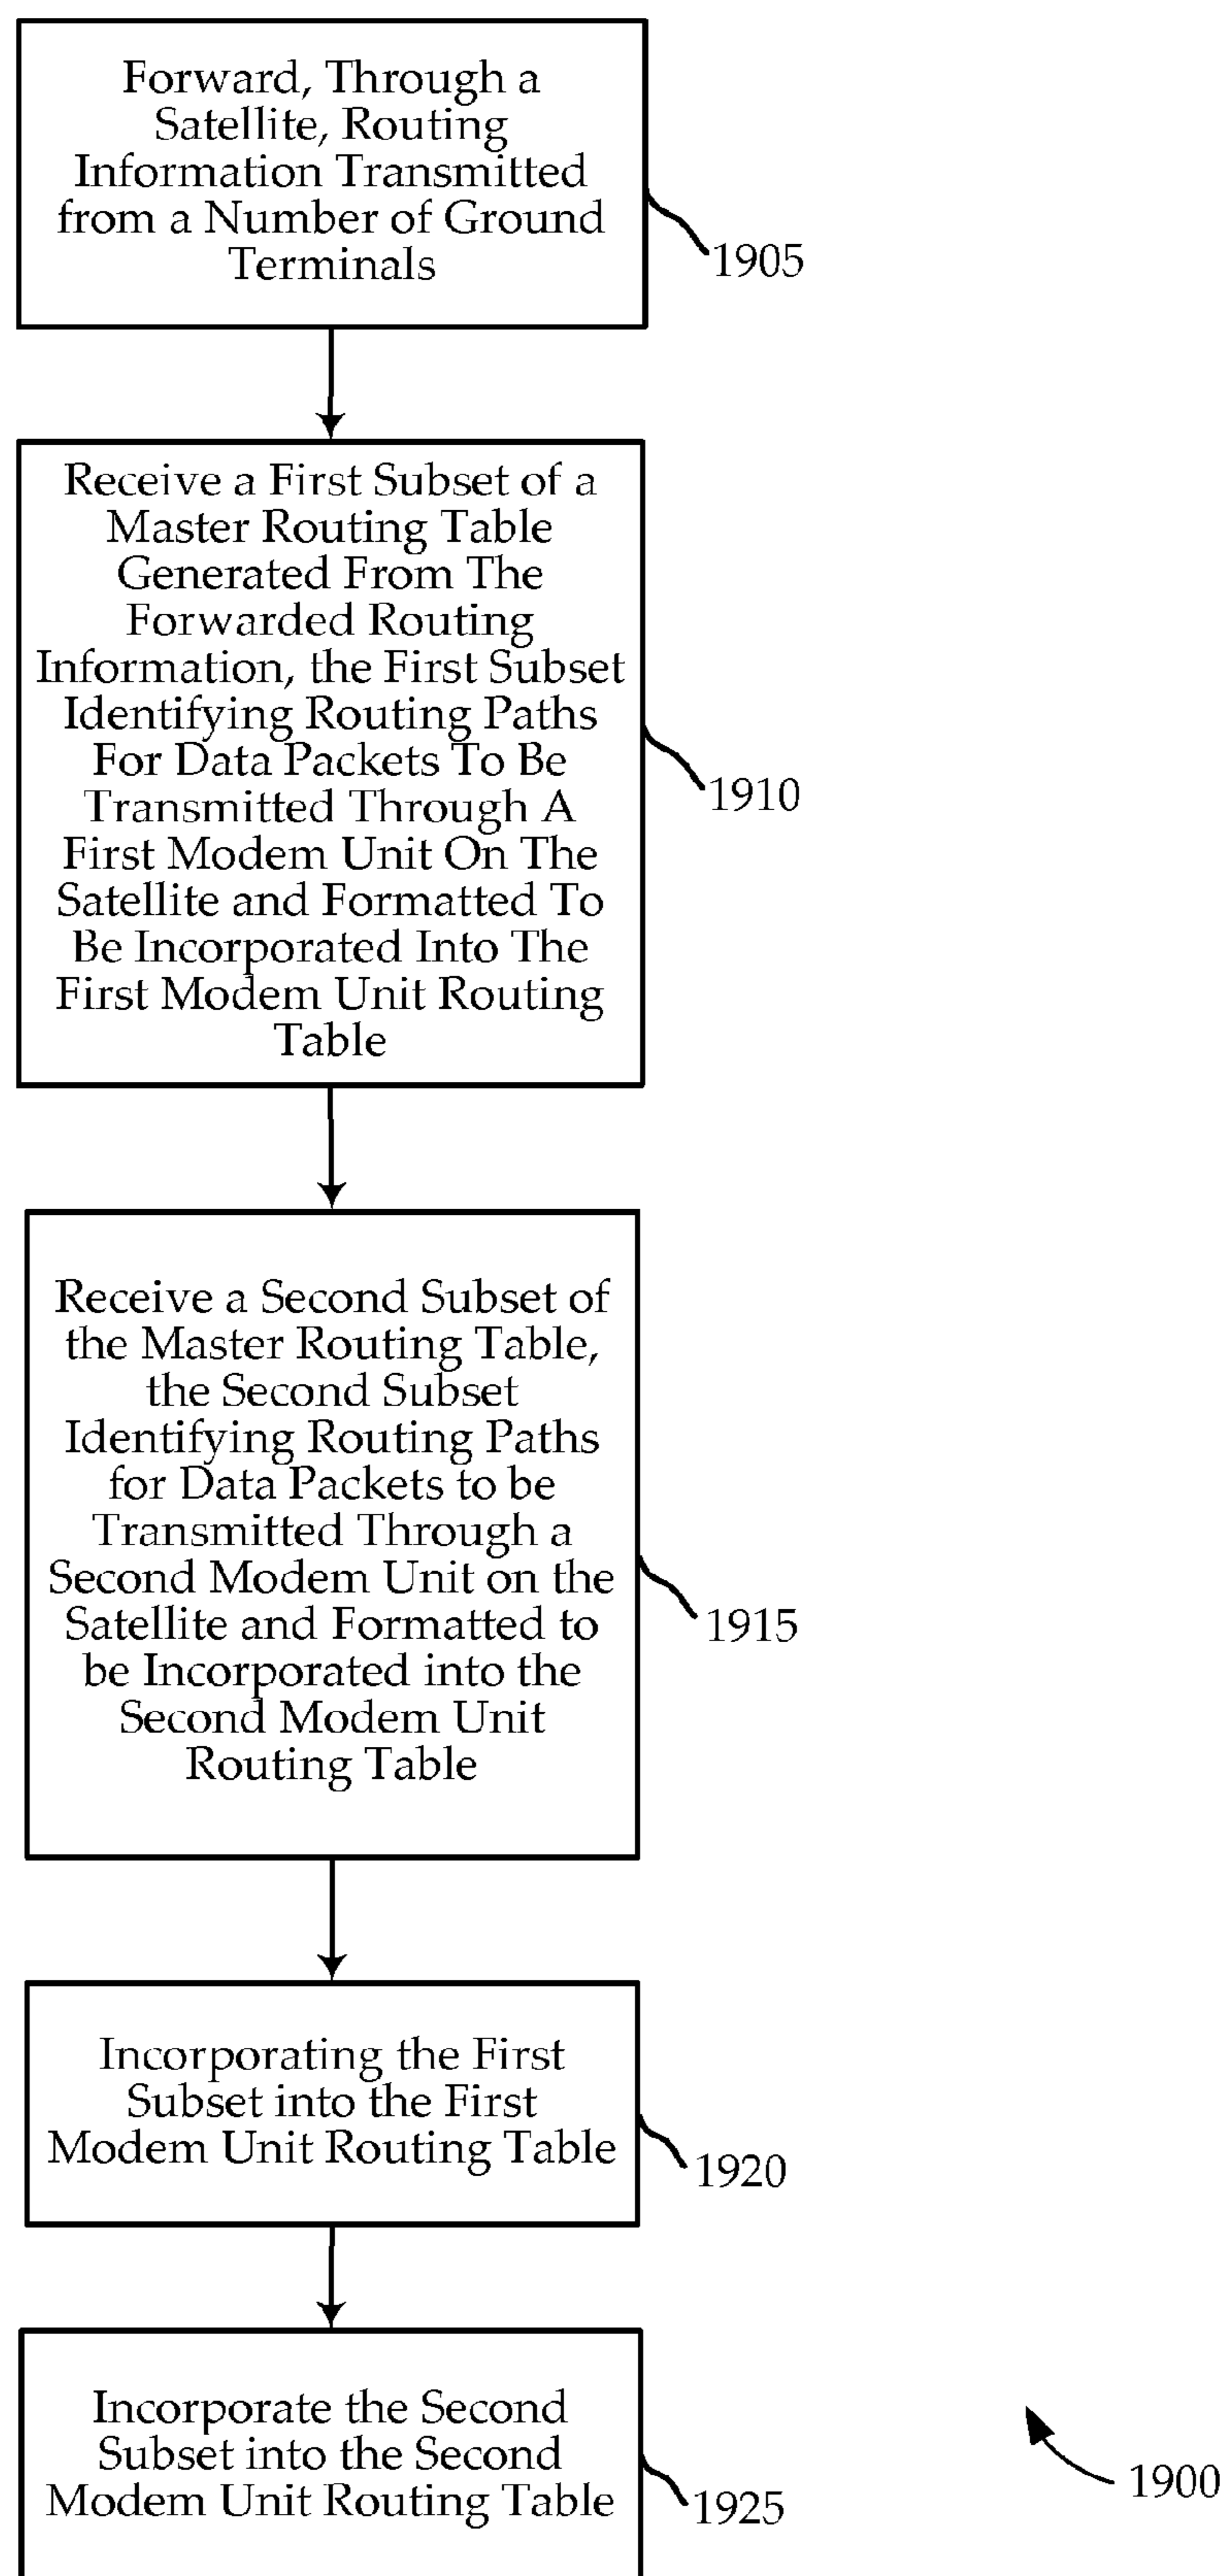 Forward, Through a
Satellite, Routing
Information Transmitted
from a Number of Ground
Terminals
1905
Receive a First Subset of a
Master Routing Table
Generated From The
Forwarded Routing
Information, the First Subset
Identifying Routing Paths
For Data Packets To Be
Transmitted Through A
First Modem Unit On The
Satellite and Formatted To
Be Incorporated Into The
First Modem Unit Routing
Table
1910
Receive a Second Subset of
the Master Routing Table,
the Second Subset
Identifying Routing Paths
for Data Packets to be
Transmitted Through a
Second Modem Unit on the
Satellite and Formatted to
be Incorporated into the
Second Modem Unit
Routing Table
1915
Incorporating the First
Subset into the First
Modem Unit Routing Table
1920
Incorporate the Second
Subset into the Second
Modem Unit Routing Table
1925
1900